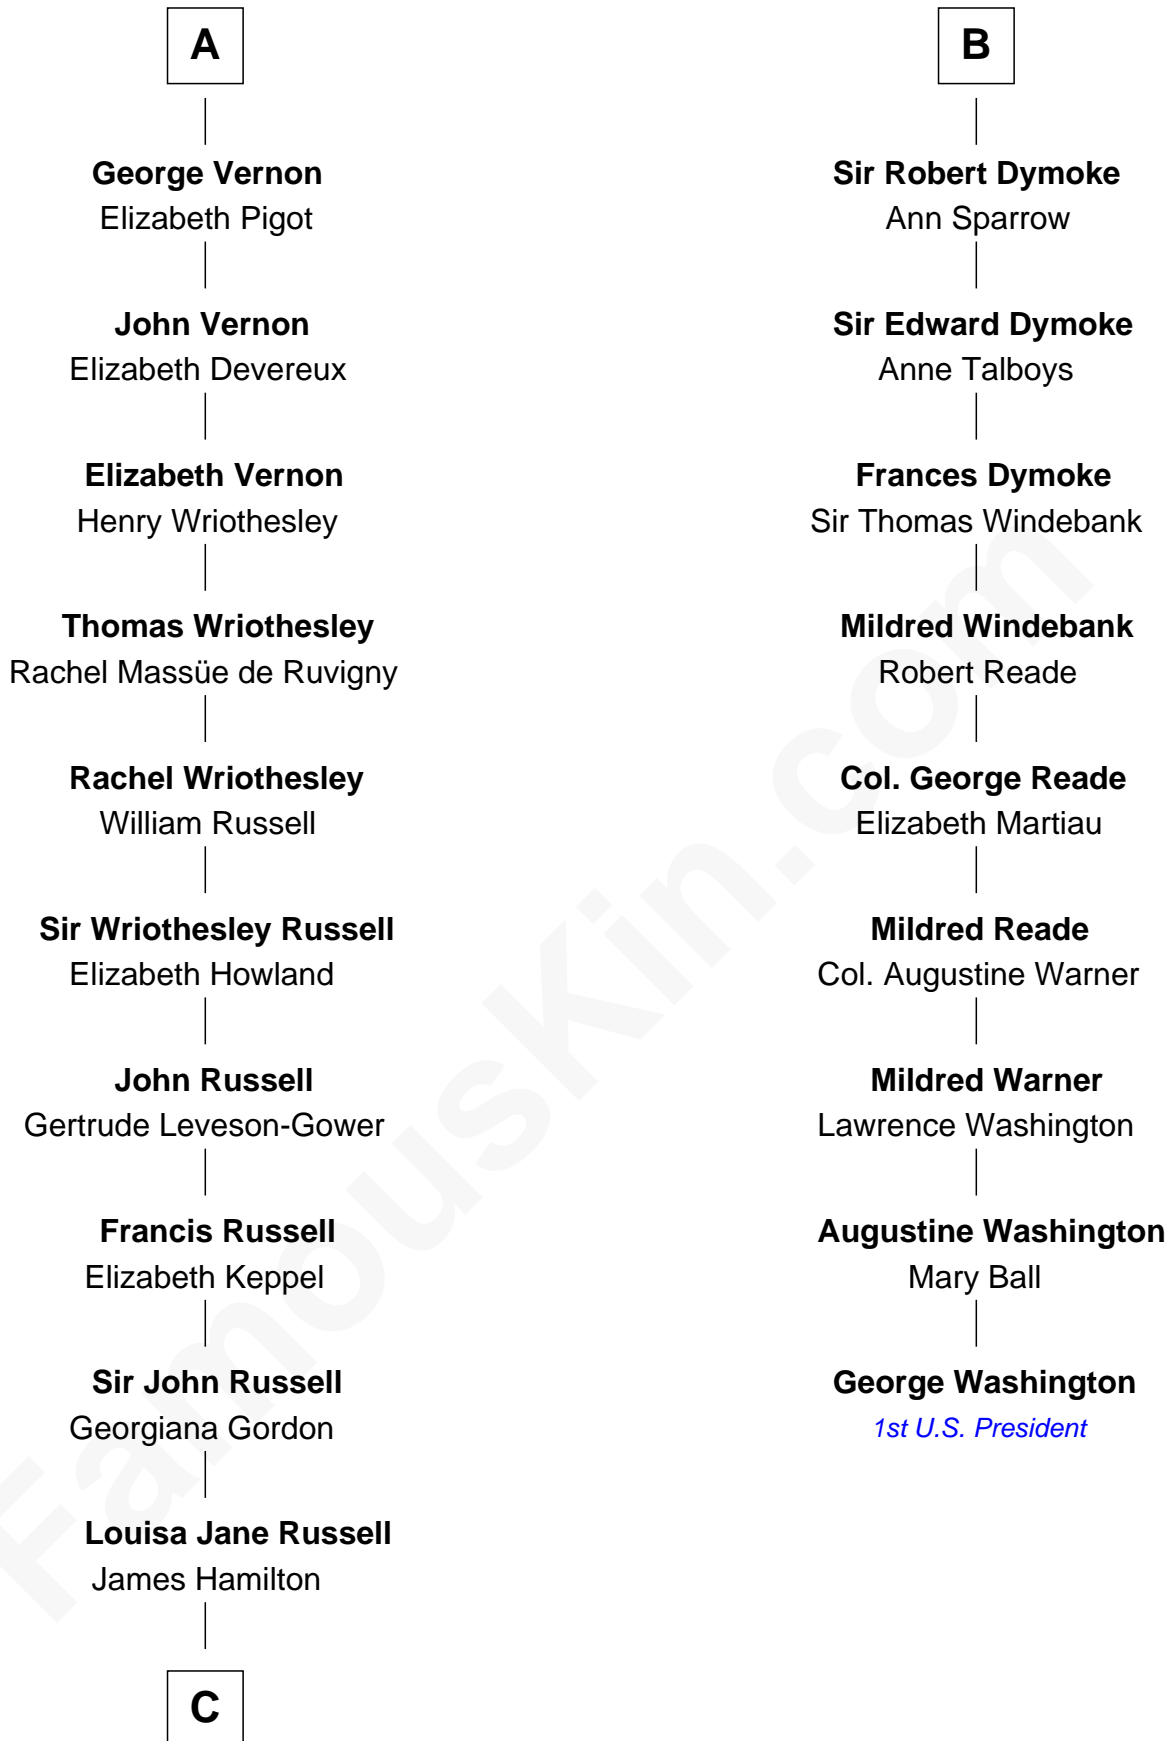 A
George Vernon
Elizabeth Pigot
John Vernon
Elizabeth Devereux
Elizabeth Vernon
Henry Wriothesley
Thomas Wriothesley
Rachel Massüe de Ruvigny
Rachel Wriothesley
William Russell
Sir Wriothesley Russell
Elizabeth Howland
John Russell
Gertrude Leveson-Gower
Francis Russell
Elizabeth Keppel
Sir John Russell
Georgiana Gordon
Louisa Jane Russell
James Hamilton
C
B
Sir Robert Dymoke
Ann Sparrow
Sir Edward Dymoke
Anne Talboys
Frances Dymoke
Sir Thomas Windebank
Mildred Windebank
Robert Reade
Col. George Reade
Elizabeth Martiau
Mildred Reade
Col. Augustine Warner
Mildred Warner
Lawrence Washington
Augustine Washington
Mary Ball
George Washington
1st U.S. President
FamousKin.com